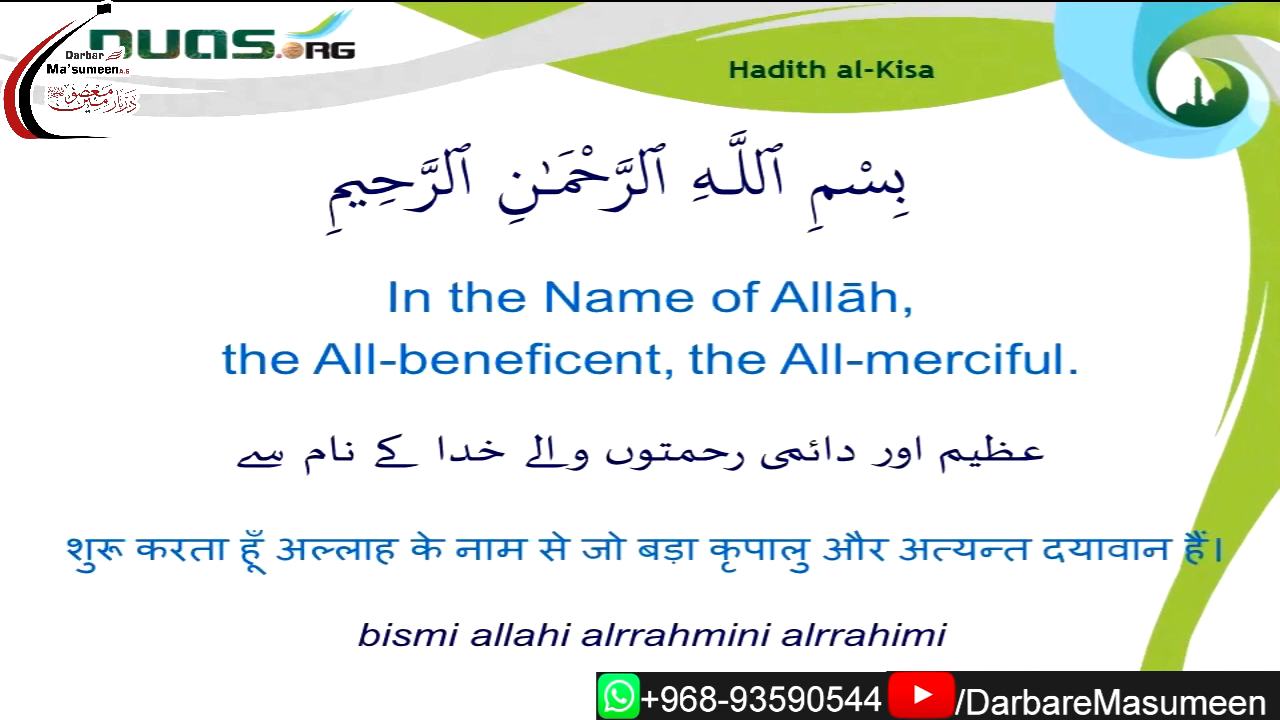 DUAS.ORG
Darbar
Ma'sumeen A.S
Hadith al-Kisa
بِسْمِ ٱللَّهِ ٱلرَّحْمَـٰنِ ٱلرَّحِيمِ
In the Name of Allāh,
the All-beneficent, the All-merciful.
عظیم اور دائمی رحمتوں والے خدا کے نام سے
शुरू करता हूँ अल्लाह के नाम से जो बड़ा कृपालु और अत्यन्त दयावान हैं।
bismi allahi alrrahmini alrrahimi
+968-93590544 /DarbareMasumeen